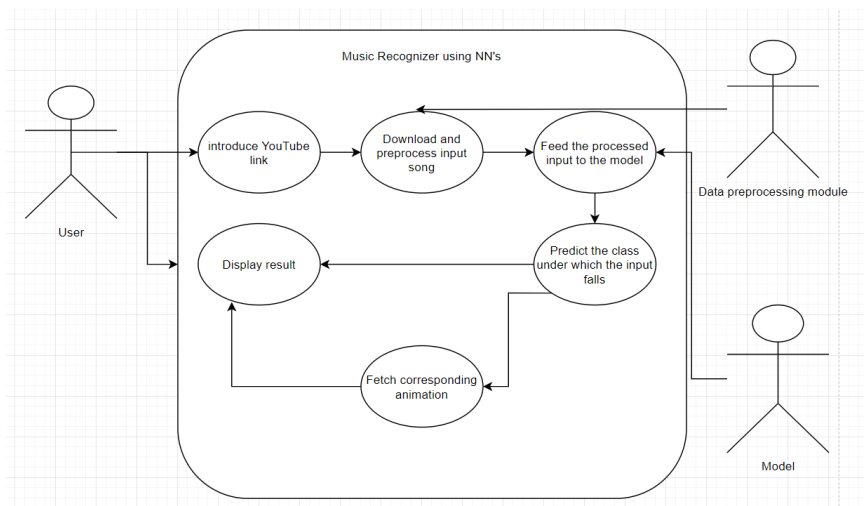 Music Recognizer using NN's
introduce YouTube
link
Download and
preprocess input
song
Feed the processed
input to the model
Data preprocessing module
User
Display result
Predict the class
under which the input
falls
Fetch corresponding
animation
Model